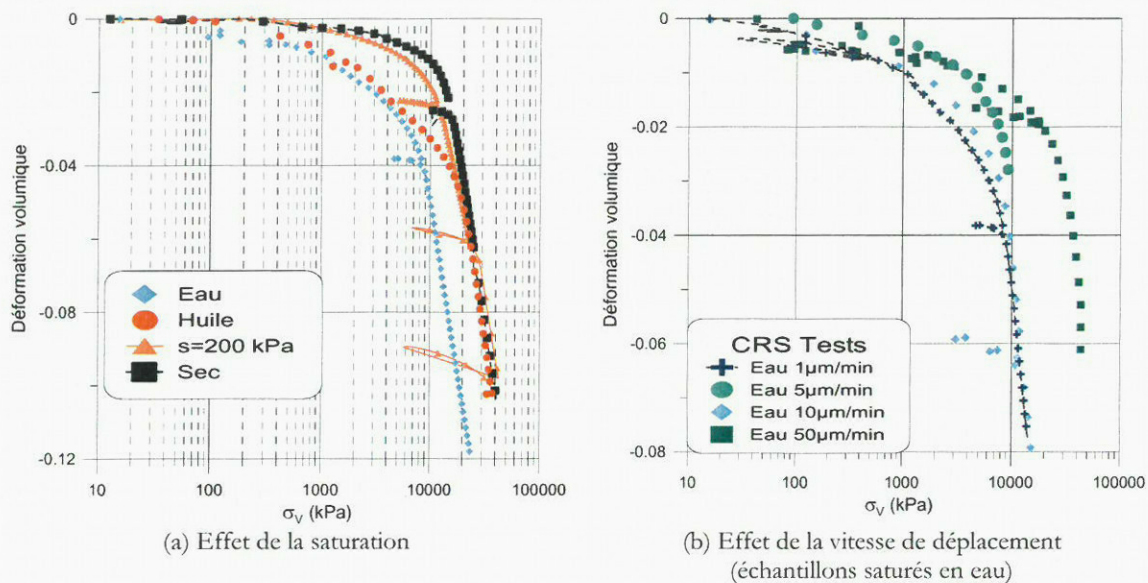 0
-0.04
-0.08
-0.12
Déformation volumique
10
100
1000
10000
100000
σV (kPa)
Eau
Huile
s=200 kPa
Sec
(a) Effet de la saturation
0
-0.02
-0.04
-0.06
-0.08
Déformation volumique
10
100
1000
10000
100000
σV (kPa)
CRS Tests
Eau 1µm/min
Eau 5µm/min
Eau 10µm/min
Eau 50µm/min
(b) Effet de la vitesse de déplacement
(échantillons saturés en eau)